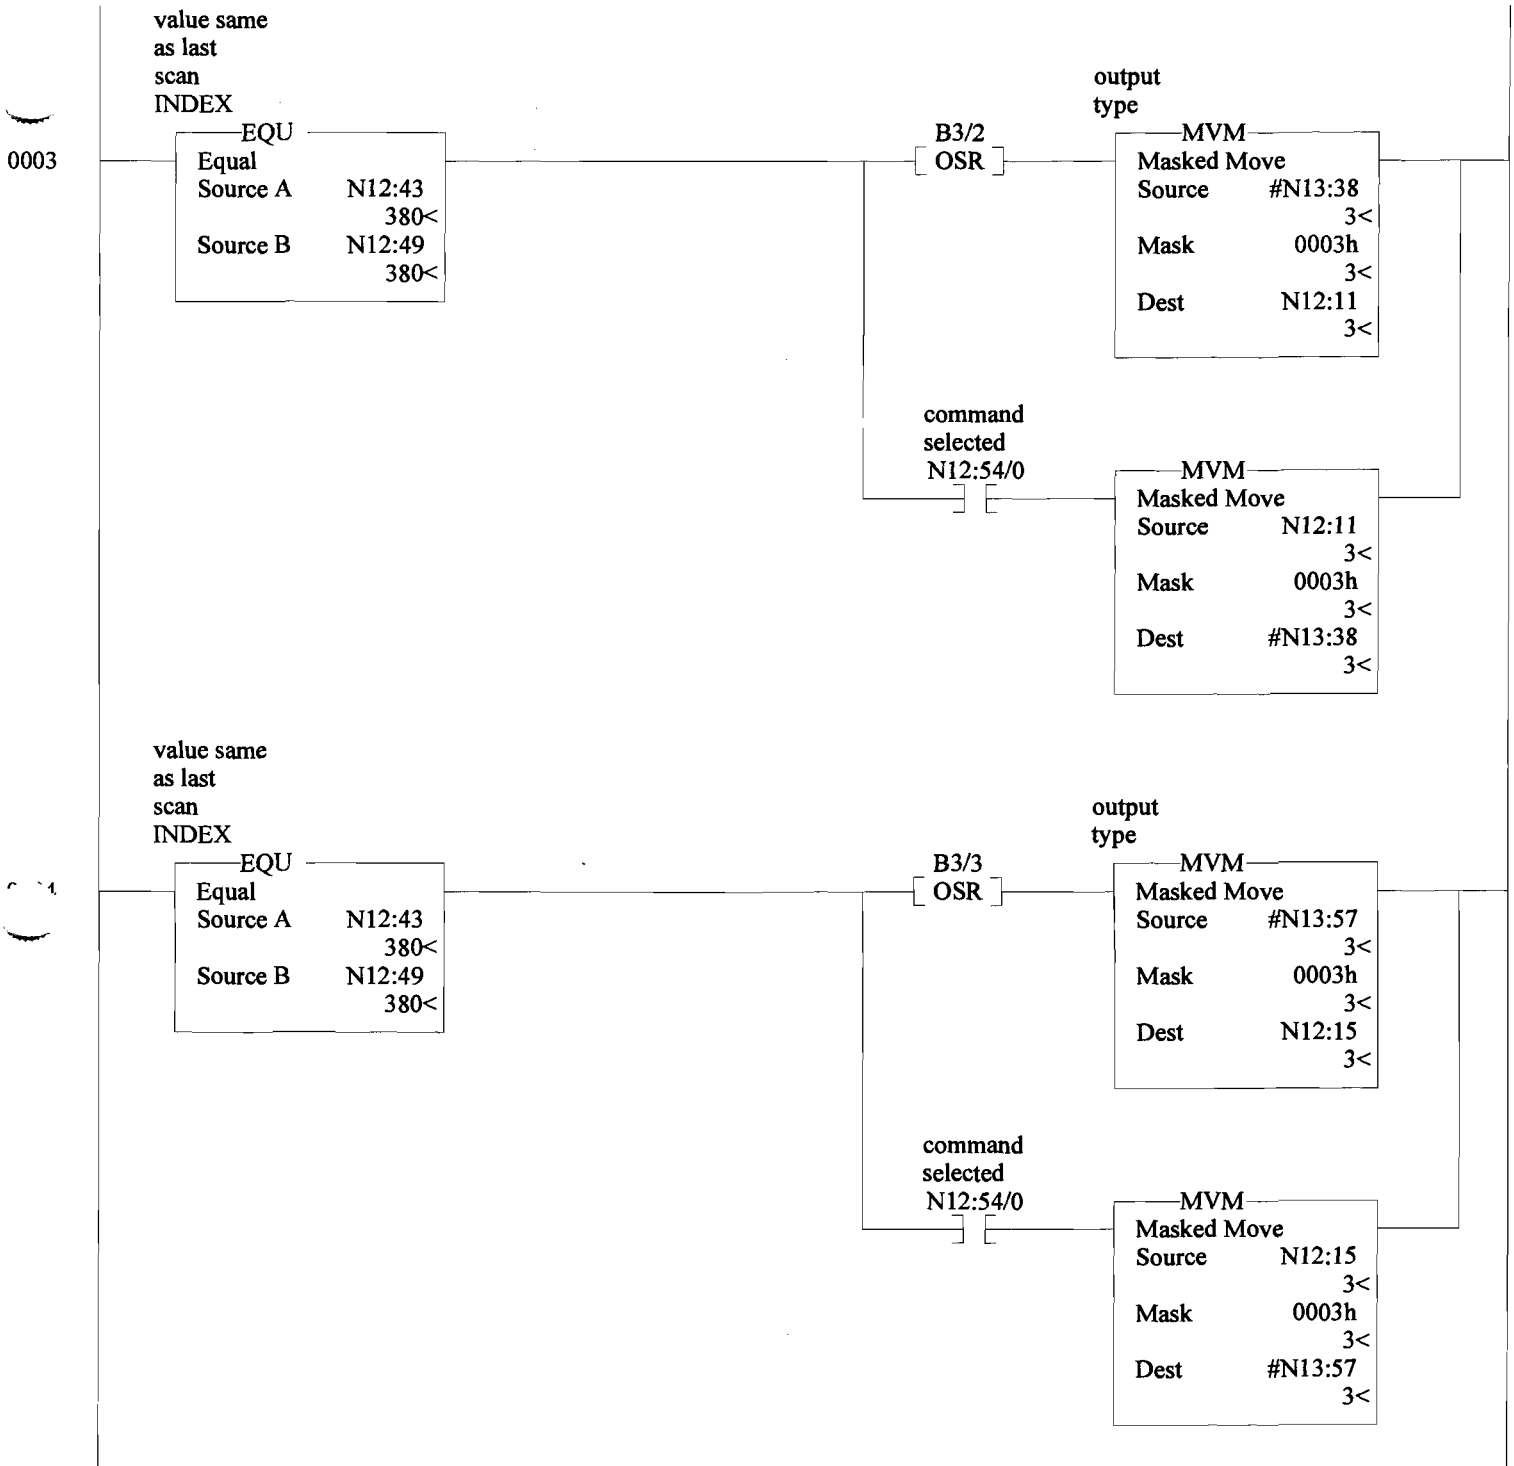 value same
as last
scan
INDEX
output
type
0003
EQU
Equal
Source A N12:43
380<
Source B N12:49
380<
B3/2
OSR
MVM
Masked Move
Source #N13:38
3<
Mask 0003h
3<
Dest N12:11
3<
command
selected
N12:54/0
MVM
Masked Move
Source N12:11
3<
Mask 0003h
3<
Dest #N13:38
3<
value same
as last
scan
INDEX
output
type
EQU
Equal
Source A N12:43
380<
Source B N12:49
380<
B3/3
OSR
MVM
Masked Move
Source #N13:57
3<
Mask 0003h
3<
Dest N12:15
3<
command
selected
N12:54/0
MVM
Masked Move
Source N12:15
3<
Mask 0003h
3<
Dest #N13:57
3<